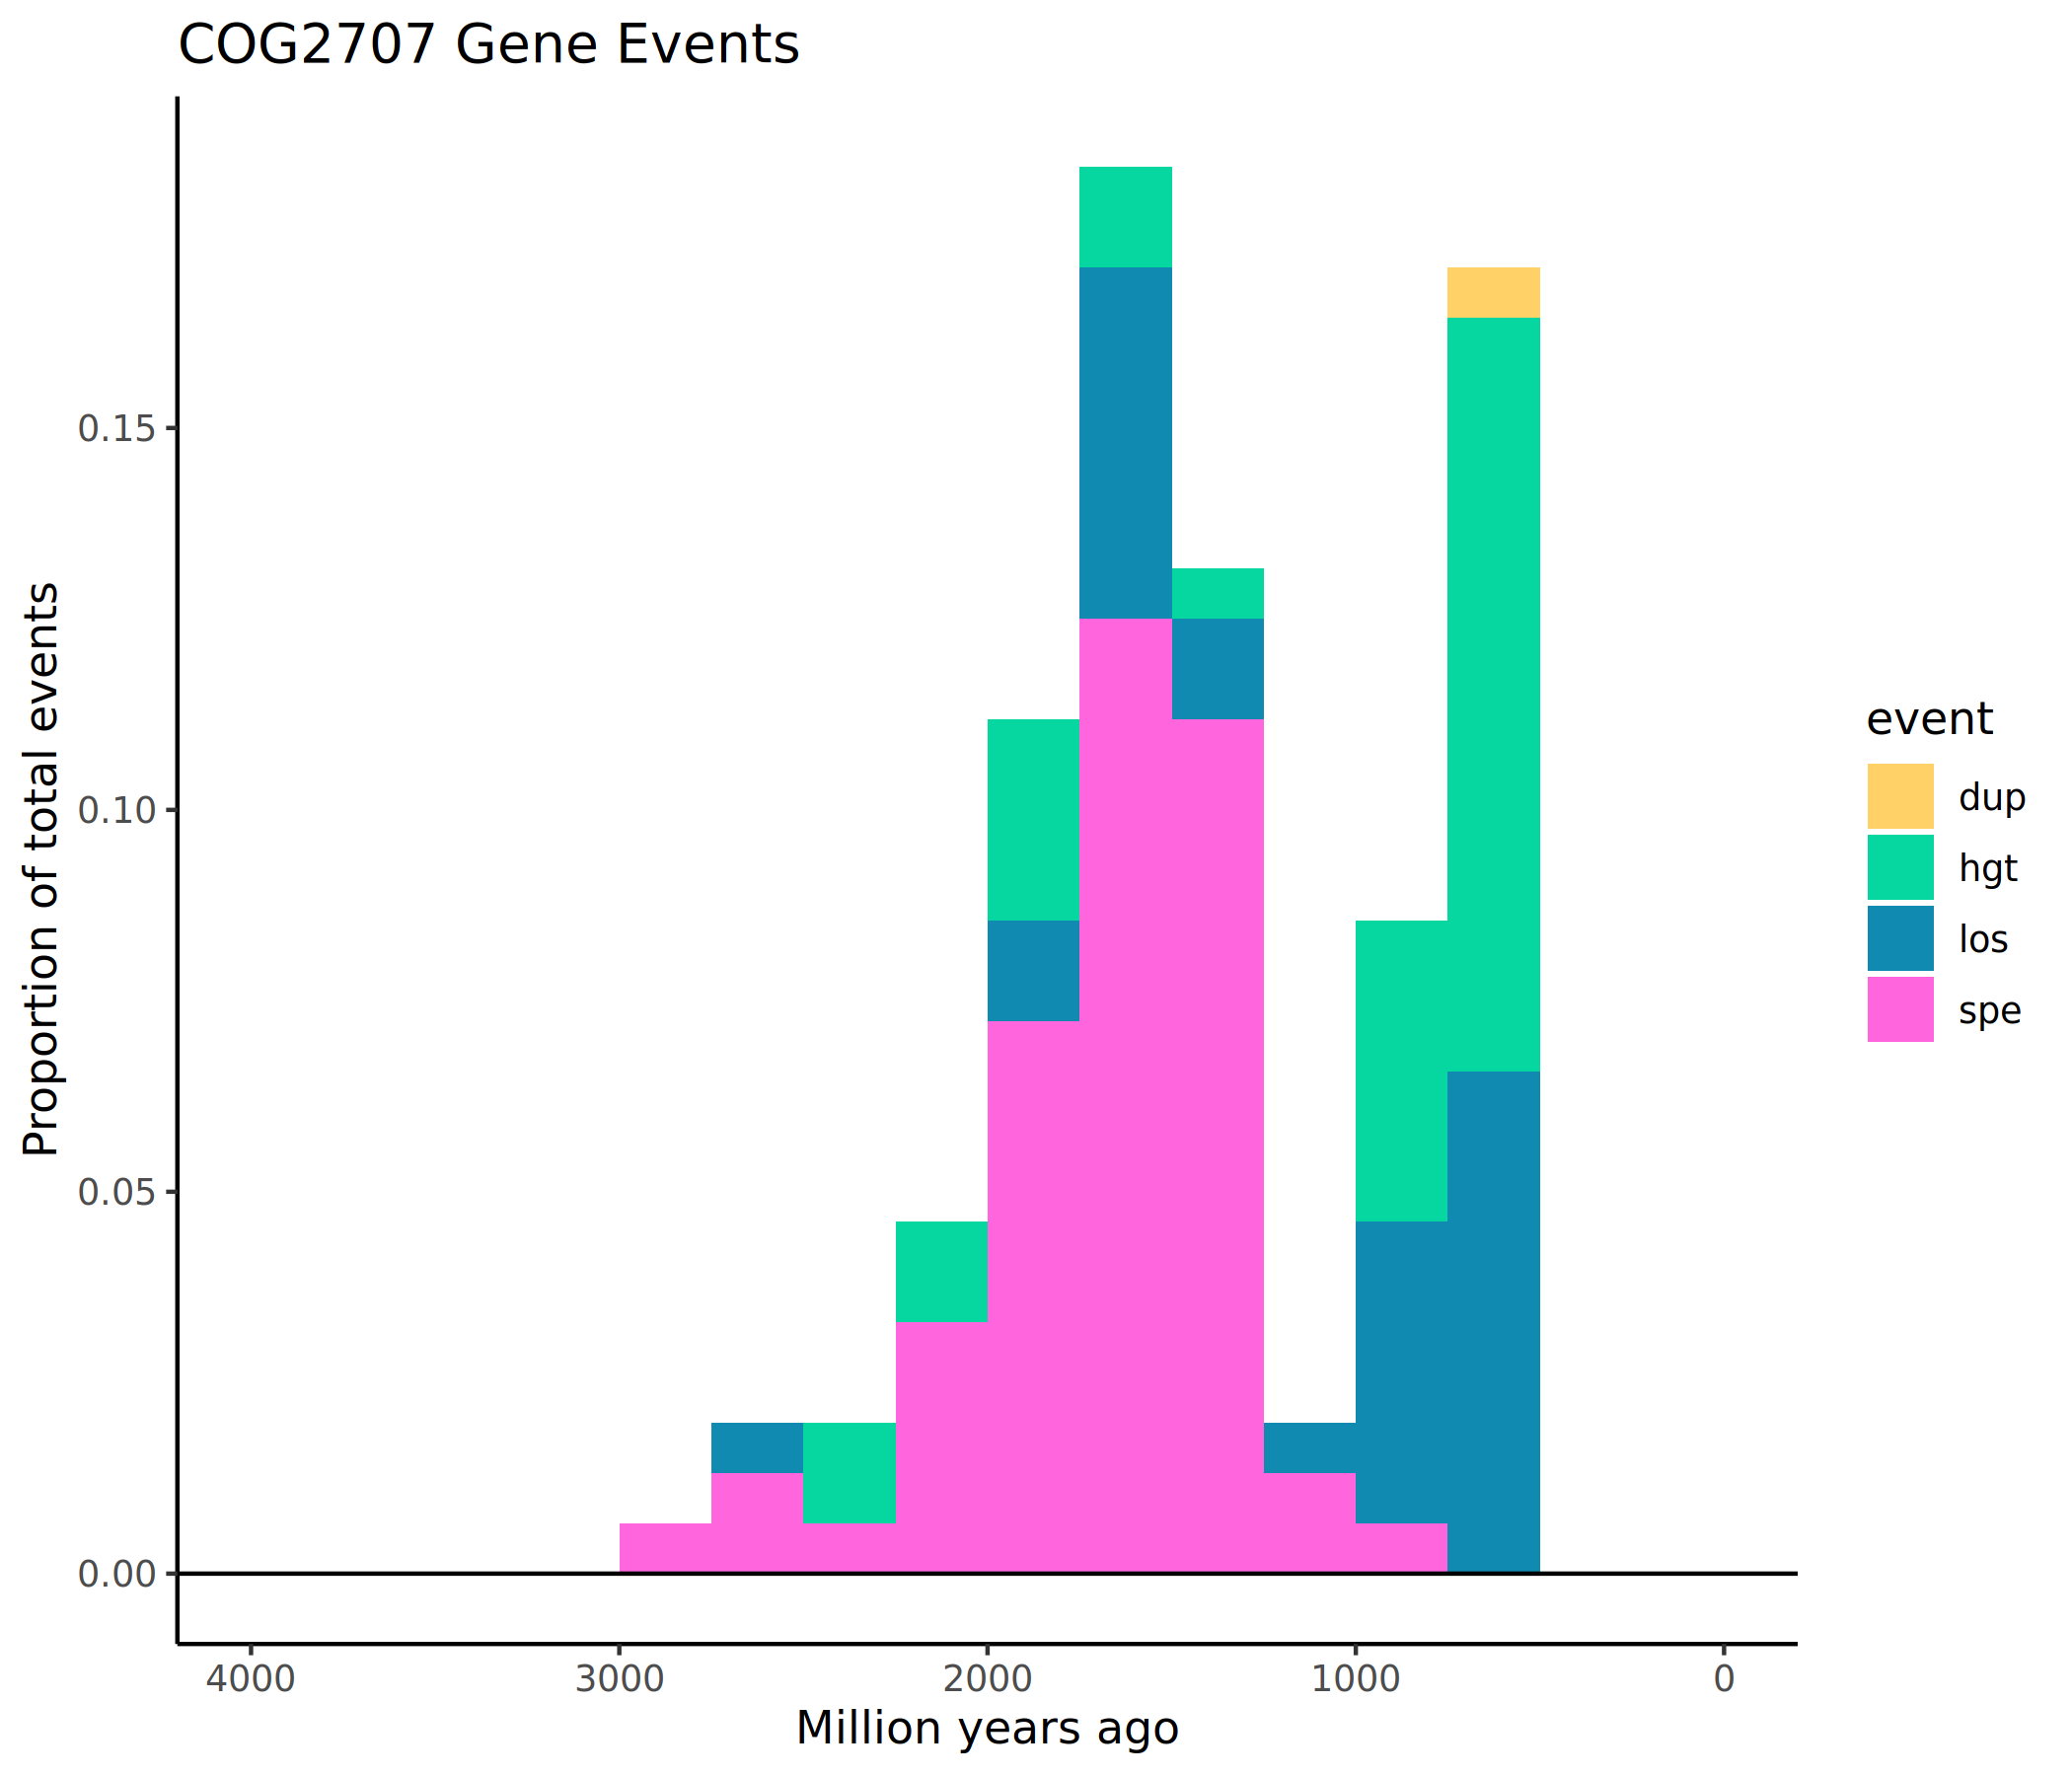 COG2707 Gene Events
Proportion of total events
0.15
0.10
0.05
0.00
4000
3000
2000
1000
0
Million years ago
event
dup
hgt
los
spe